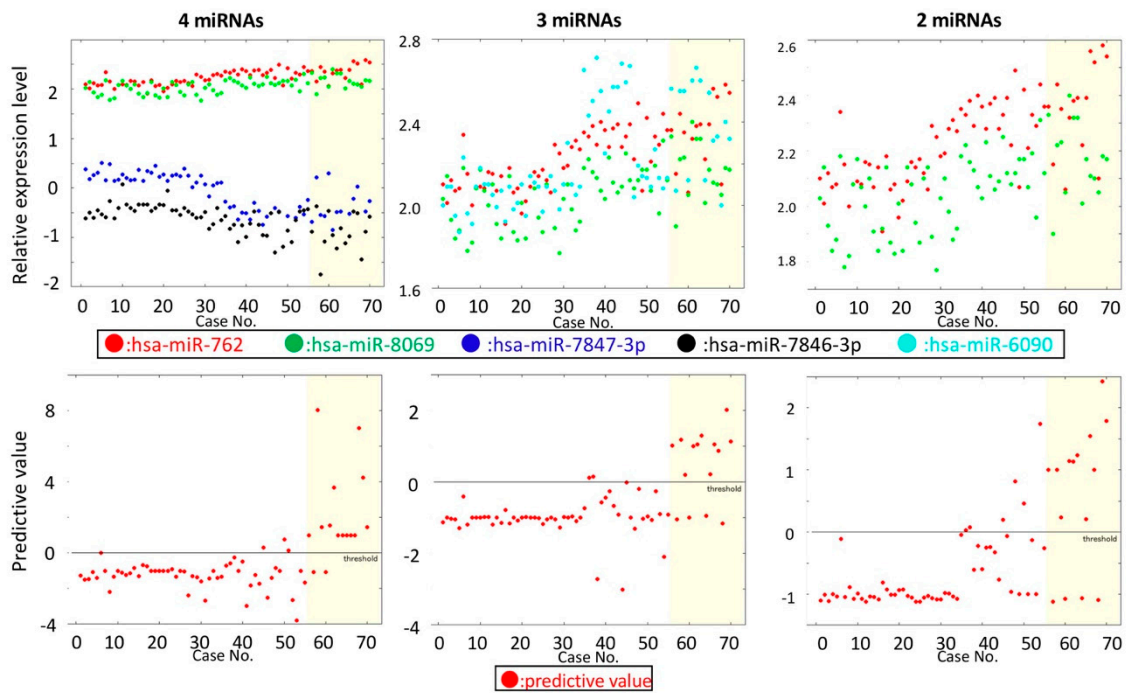 4 miRNAs 3 miRNAs 2 miRNAs
Relative expression level
2
1
0
-1
-2
0 10 20 30 40 50 60 70
Case No.
2.8
2.4
2.0
1.6
0 10 20 30 40 50 60 70
Case No.
2.6
2.4
2.2
2.0
1.8
0 10 20 30 40 50 60 70
Case No.
:hsa-miR-762 :hsa-miR-8069 :hsa-miR-7847-3p :hsa-miR-7846-3p :hsa-miR-6090
Predictive value
8
4
0
-4
threshold
0 10 20 30 40 50 60 70
Case No.
2
0
-2
-4
threshold
0 10 20 30 40 50 60 70
Case No.
2
1
0
-1
threshold
0 10 20 30 40 50 60 70
Case No.
:predictive value